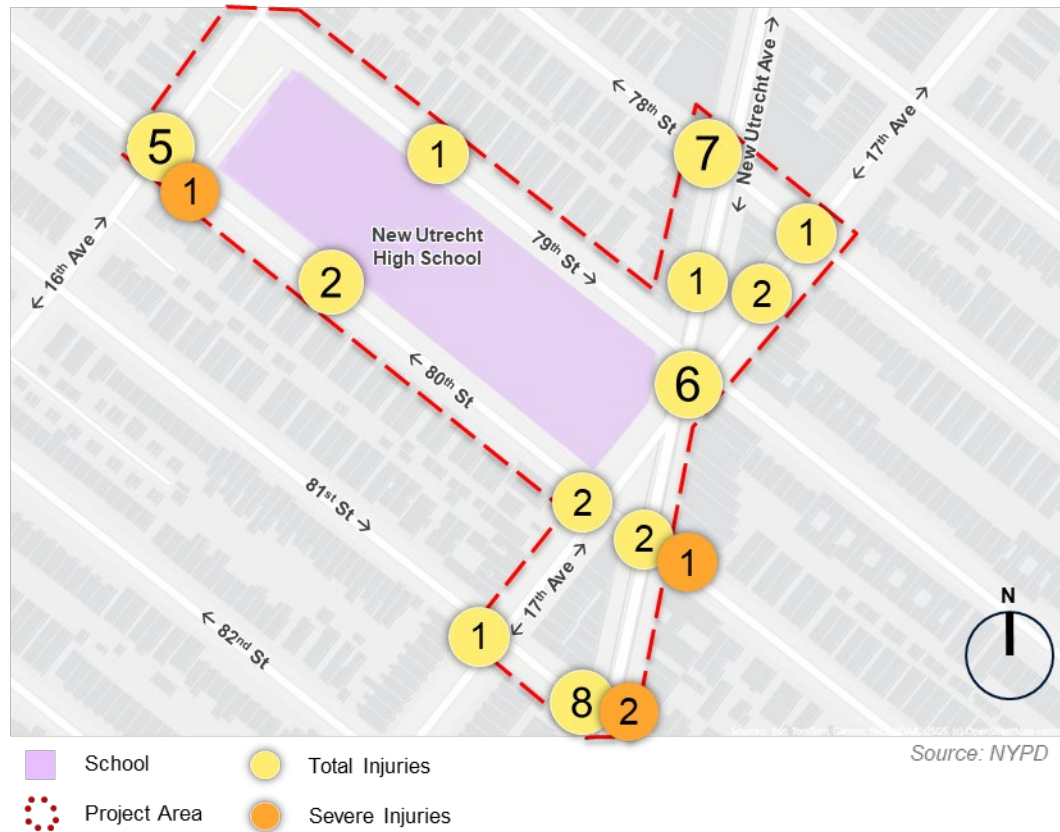 ← 78th St
New Utrecht Ave →
←
← 17th Ave →
5
1
1
7
1
New Utrecht
High School
79th St →
← 16th Ave →
2
1
2
← 80th St
6
81st St →
2
2
1
← 17th Ave →
← 82nd St
1
8
2
N
Source: NYPD
School
Total Injuries
Project Area
Severe Injuries